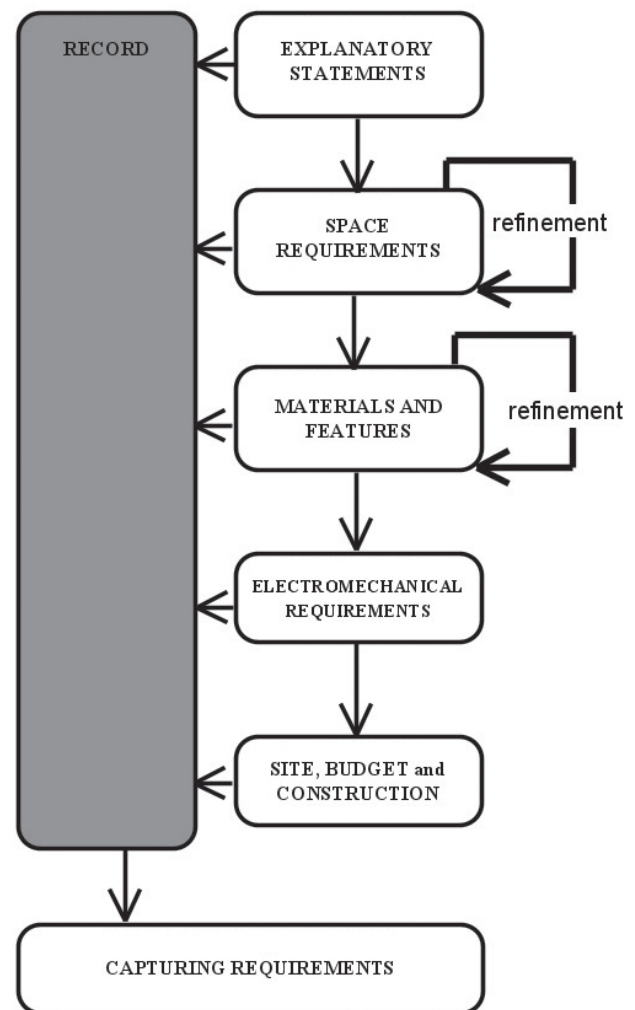 RECORD
EXPLANATORY
STATEMENTS
SPACE
REQUIREMENTS
refinement
MATERIALS AND
FEATURES
refinement
ELECTROMECHANICAL
REQUIREMENTS
SITE, BUDGET and
CONSTRUCTION
CAPTURING REQUIREMENTS